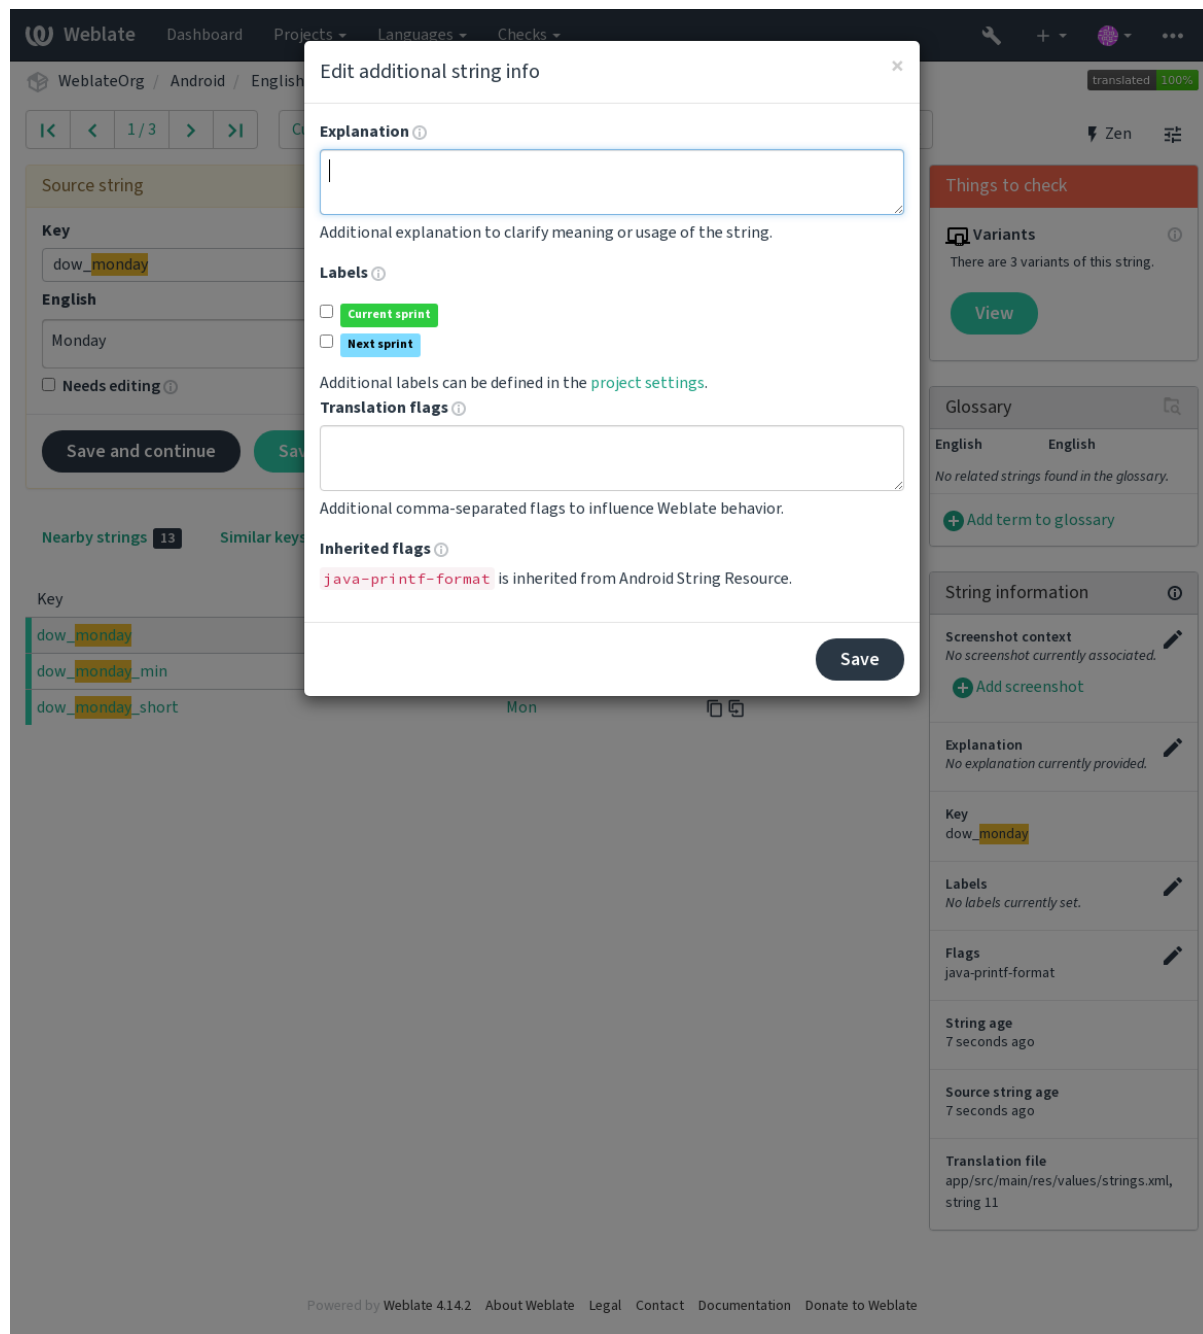 Weblate Dashboard Projects Languages Checks
WeblateOrg / Android / English
translated 100%
1 / 3
Zen
Edit additional string info
×
Explanation
Additional explanation to clarify meaning or usage of the string.
Labels
Current sprint
Next sprint
Additional labels can be defined in the project settings.
Translation flags
Additional comma-separated flags to influence Weblate behavior.
Inherited flags
java-printf-format is inherited from Android String Resource.
Save
Source string
Key
dow_monday
English
Monday
Needs editing
Save and continue
Nearby strings 13 Similar keys
Key
dow_monday
dow_monday_min
dow_monday_short Mon
Things to check
Variants
There are 3 variants of this string.
View
Glossary
English English
No related strings found in the glossary.
Add term to glossary
String information
Screenshot context
No screenshot currently associated.
Add screenshot
Explanation
No explanation currently provided.
Key
dow_monday
Labels
No labels currently set.
Flags
java-printf-format
String age
7 seconds ago
Source string age
7 seconds ago
Translation file
app/src/main/res/values/strings.xml,
string 11
Powered by Weblate 4.14.2 About Weblate Legal Contact Documentation Donate to Weblate